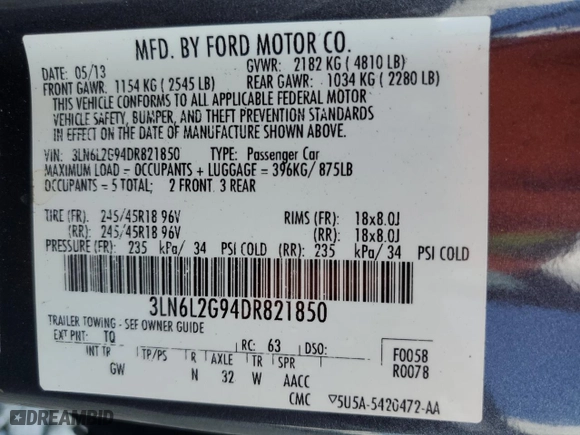 MFD. BY FORD MOTOR CO.
DATE: 05/13 GVWR: 2182 KG ( 4810 LB)
FRONT GAWR: 1154 KG ( 2545 LB) REAR GAWR: 1034 KG ( 2280 LB)
THIS VEHICLE CONFORMS TO ALL APPLICABLE FEDERAL MOTOR
VEHICLE SAFETY, BUMPER, AND THEFT PREVENTION STANDARDS
IN EFFECT ON THE DATE OF MANUFACTURE SHOWN ABOVE.
VIN: 3LN6L2G94DR821850 TYPE: Passenger Car
MAXIMUM LOAD = OCCUPANTS + LUGGAGE = 396KG/ 875LB
OCCUPANTS = 5 TOTAL; 2 FRONT 3 REAR
TIRE (FR): 245/45R18 96V RIMS (FR): 18x8.0J
(RR): 245/45R18 96V (RR): 18x8.0J
PRESSURE (FR): 235 kPa/ 34 PSI COLD (RR): 235 kPa/ 34 PSI COLD
3LN6L2G94DR821850
TRAILER TOWING - SEE OWNER GUIDE
EXT PNT: TQ RC: 63 DSO:
INT TR TP/PS R AXLE TR SPR F0058
GW N 32 W AACC R0078
CMC ▽5U5A-5420472-AA
DREAMBID